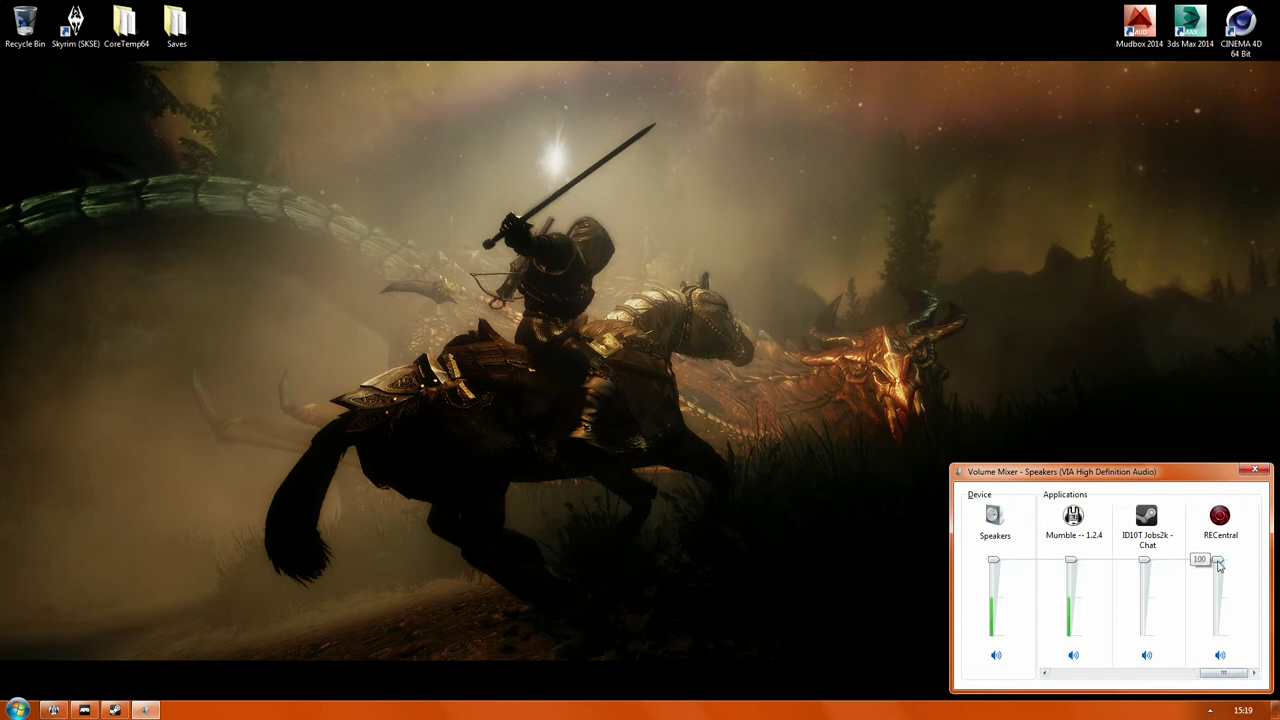 Recycle Bin
Skyrim (SKSE)
CoreTemp64
Saves
Mudbox 2014
3ds Max 2014
CINEMA 4D
64 Bit
Volume Mixer - Speakers (VIA High Definition Audio)
Device
Applications
Speakers
Mumble -- 1.2.4
ID10T Jobs2k -
Chat
RECentral
100
15:19